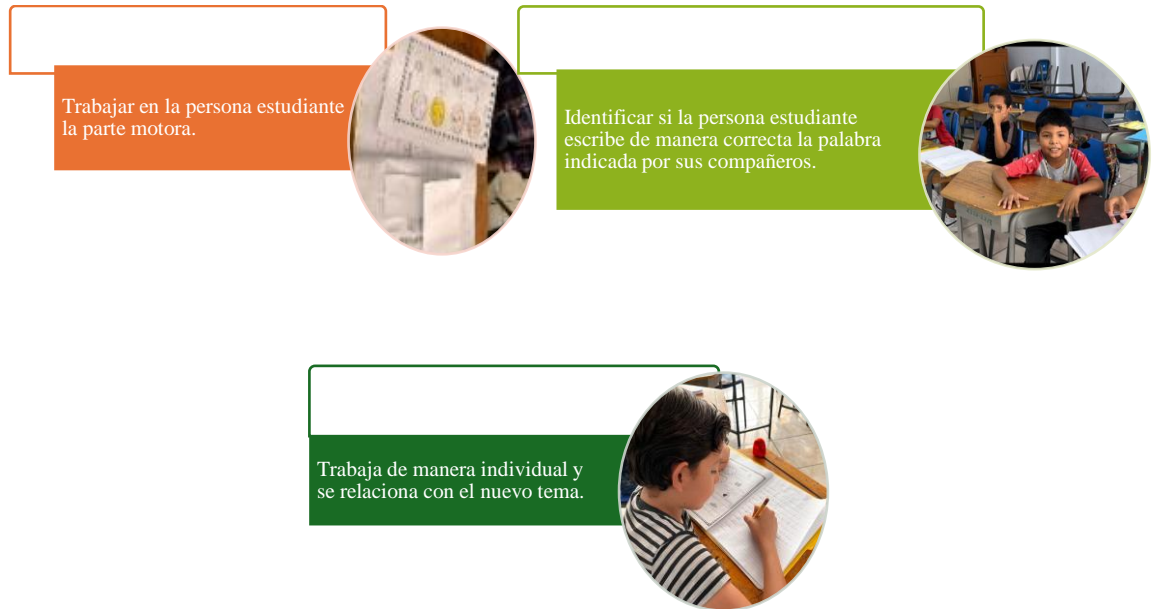 Trabajar en la persona estudiante
la parte motora.
Identificar si la persona estudiante
escribe de manera correcta la palabra
indicada por sus compañeros.
Trabaja de manera individual y
se relaciona con el nuevo tema.